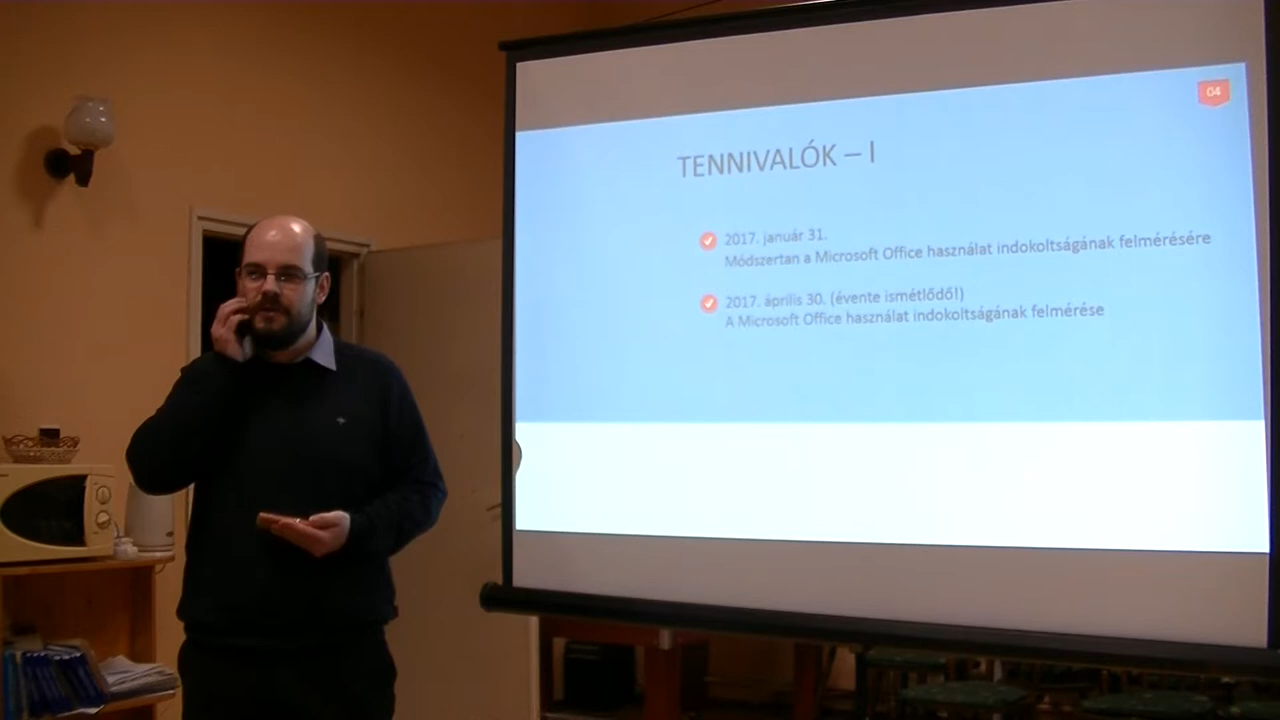 04
TENNIVALÓK – I
2017. január 31.
Módszertan a Microsoft Office használat indokoltságának felmérésére
2017. április 30. (évente ismétlődő!)
A Microsoft Office használat indokoltságának felmérése